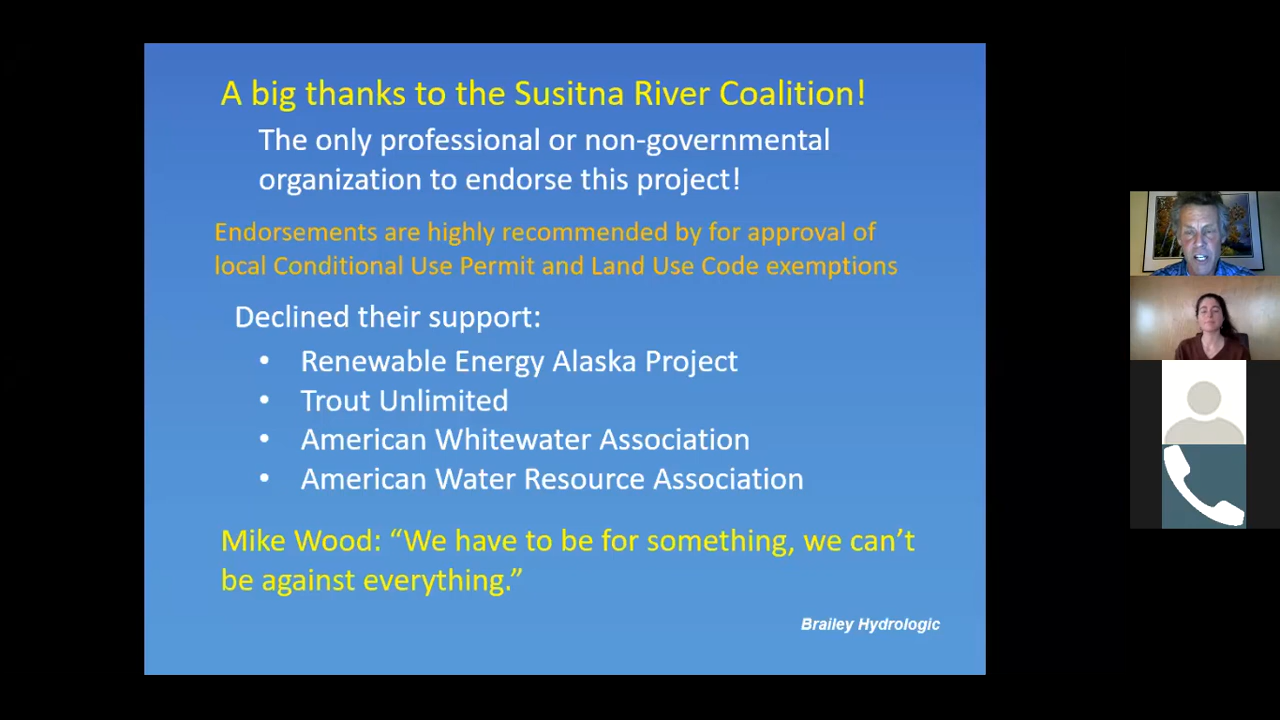 A big thanks to the Susitna River Coalition!
The only professional or non-governmental
organization to endorse this project!
Endorsements are highly recommended by for approval of
local Conditional Use Permit and Land Use Code exemptions
Declined their support:
• Renewable Energy Alaska Project
• Trout Unlimited
• American Whitewater Association
• American Water Resource Association
Mike Wood: “We have to be for something, we can’t
be against everything.”
Brailey Hydrologic